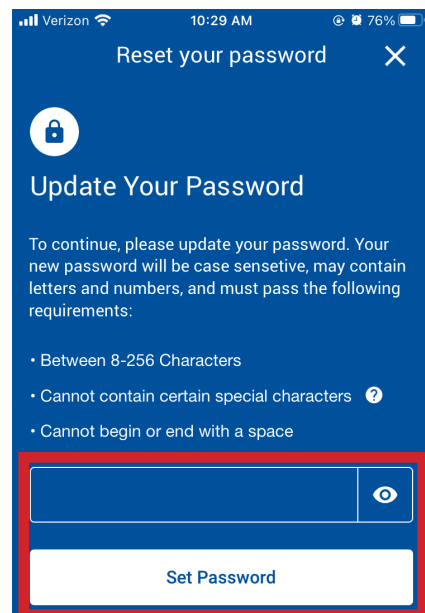 Verizon 10:29 AM 76%
Reset your password
Update Your Password
To continue, please update your password. Your
new password will be case sensetive, may contain
letters and numbers, and must pass the following
requirements:
• Between 8-256 Characters
• Cannot contain certain special characters ?
• Cannot begin or end with a space
Set Password